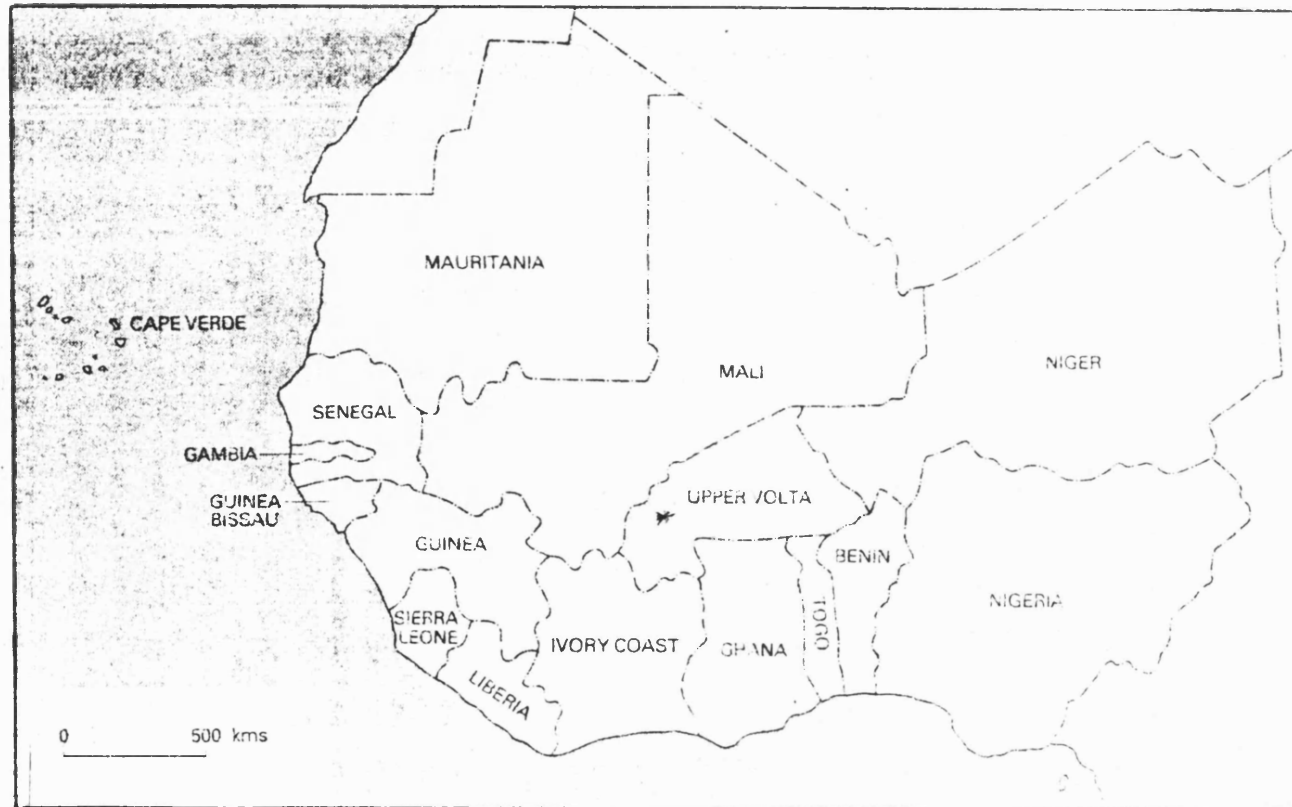 MAURITANIA
CAPE VERDE
MALI
NIGER
SENEGAL
GAMBIA
GUINEA
BISSAU
UPPER VOLTA
GUINEA
BENIN
NIGERIA
SIERRA
LEONE
IVORY COAST
GHANA
TOGO
LIBERIA
0 500 kms